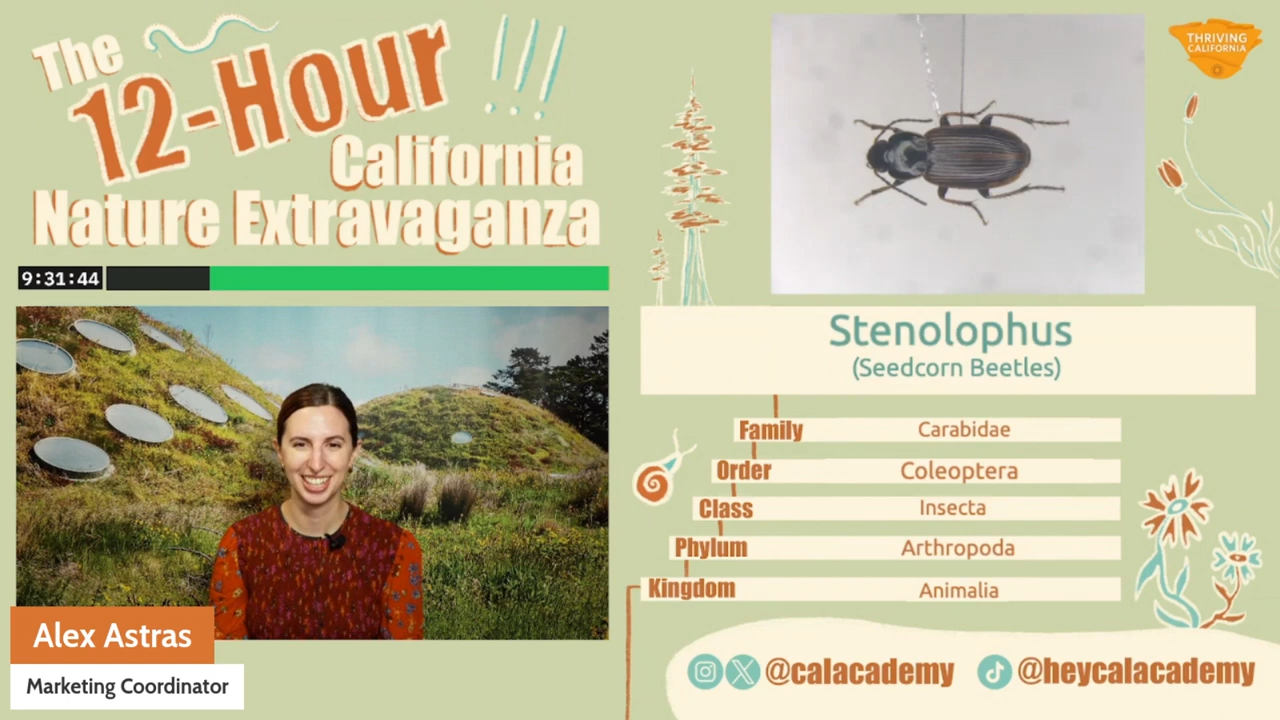 The
12-Hour
!!!
California
Nature Extravaganza
9:31:44
Alex Astras
Marketing Coordinator
THRIVING
CALIFORNIA
Stenolophus
(Seedcorn Beetles)
Family Carabidae
Order Coleoptera
Class Insecta
Phylum Arthropoda
Kingdom Animalia
@calacademy @heycalacademy